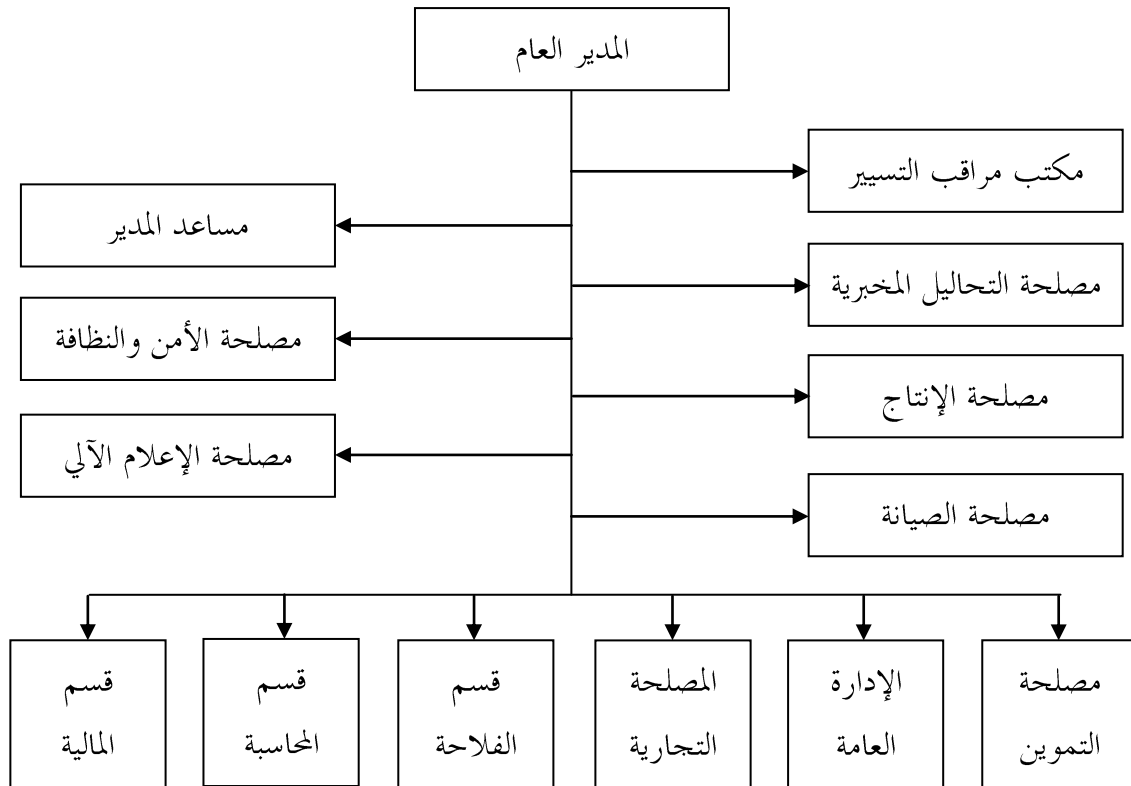 المدير العام
مكتب مراقب التسيير
مساعد المدير
مصلحة التحاليل المخبرية
مصلحة الأمن والنظافة
مصلحة الإنتاج
مصلحة الإعلام الآلي
مصلحة الصيانة
مصلحة
التموين
الإدارة
العامة
المصلحة
التجارية
قسم
الفلاحة
قسم
المحاسبة
قسم
المالية